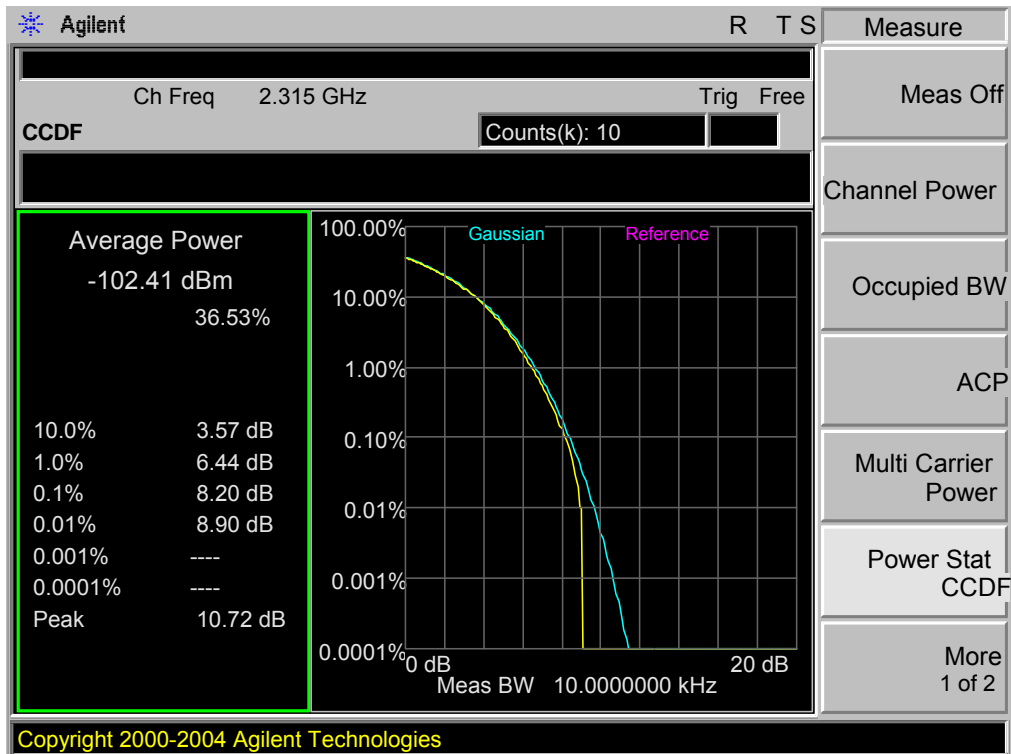 Agilent
R T S
Measure
Ch Freq 2.315 GHz
Trig Free
CCDF
Counts(k): 10
Meas Off
Channel Power
Occupied BW
ACP
Multi Carrier
Power
Power Stat
CCDF
More
1 of 2
Average Power
-102.41 dBm
36.53%
10.0% 3.57 dB
1.0% 6.44 dB
0.1% 8.20 dB
0.01% 8.90 dB
0.001% ----
0.0001% ----
Peak 10.72 dB
Gaussian
Reference
100.00%
10.00%
1.00%
0.10%
0.01%
0.001%
0.0001%
0 dB
20 dB
Meas BW 10.0000000 kHz
Copyright 2000-2004 Agilent Technologies